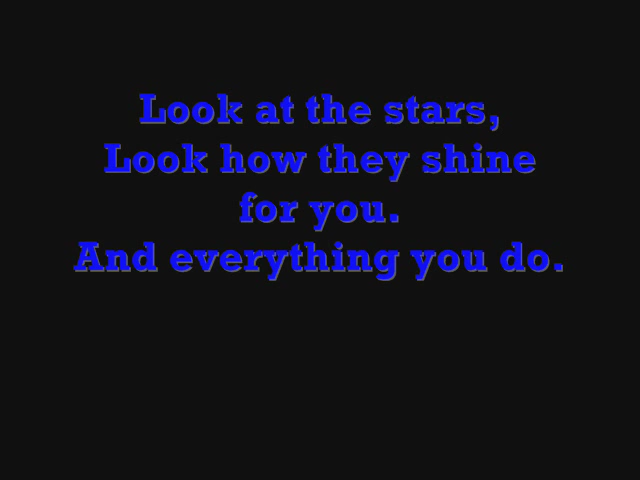 Look at the stars,
Look how they shine
for you.
And everything you do.